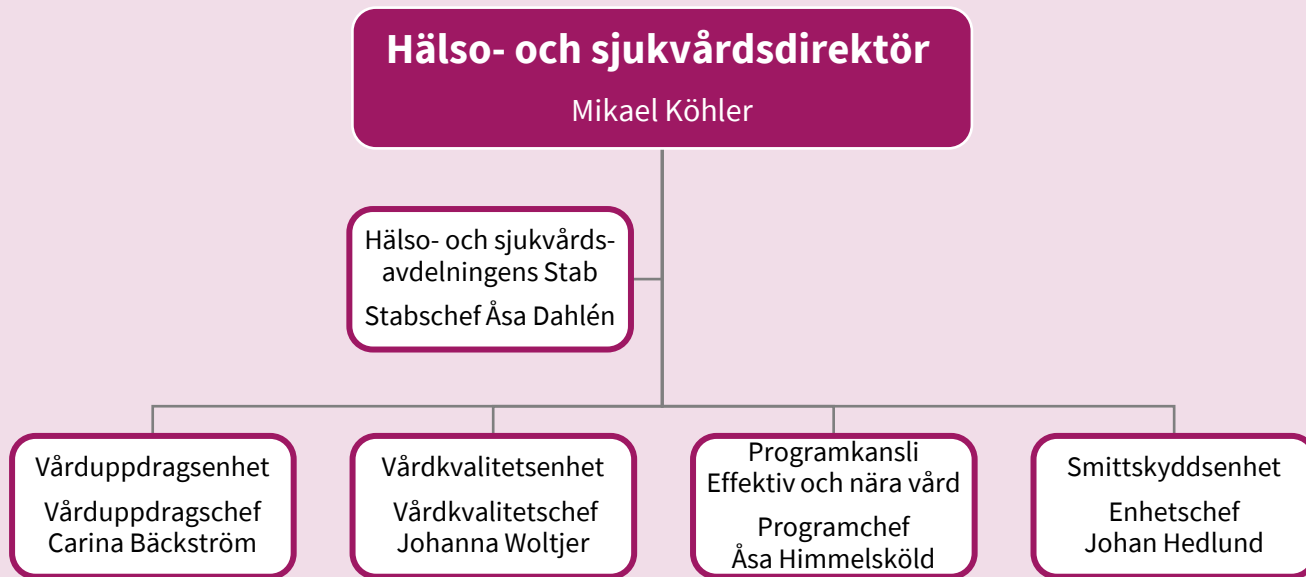 Hälso- och sjukvårdsdirektör
Mikael Köhler
Hälso- och sjukvårds-
avdelningens Stab
Stabschef Åsa Dahlén
Vårduppdragsenhet
Vårduppdragschef
Carina Bäckström
Vårdkvalitetsenhet
Vårdkvalitetschef
Johanna Woltjer
Programkansli
Effektiv och nära vård
Programchef
Åsa Himmelsköld
Smittskyddsenhet
Enhetschef
Johan Hedlund